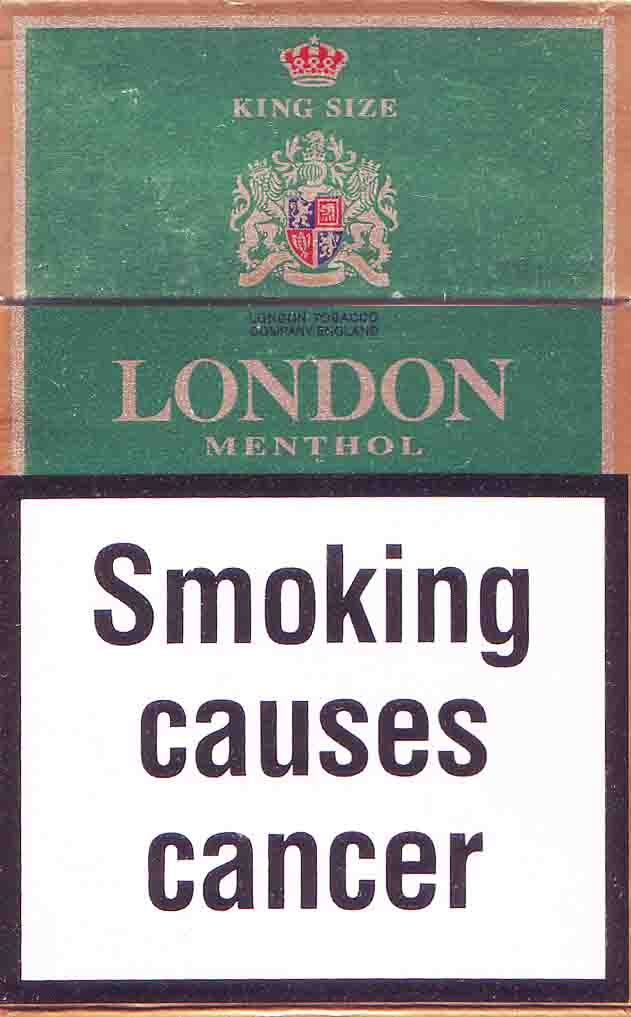 KING SIZE
LONDON TOBACCO
COMPANY ENGLAND
LONDON
MENTHOL
Smoking
causes
cancer